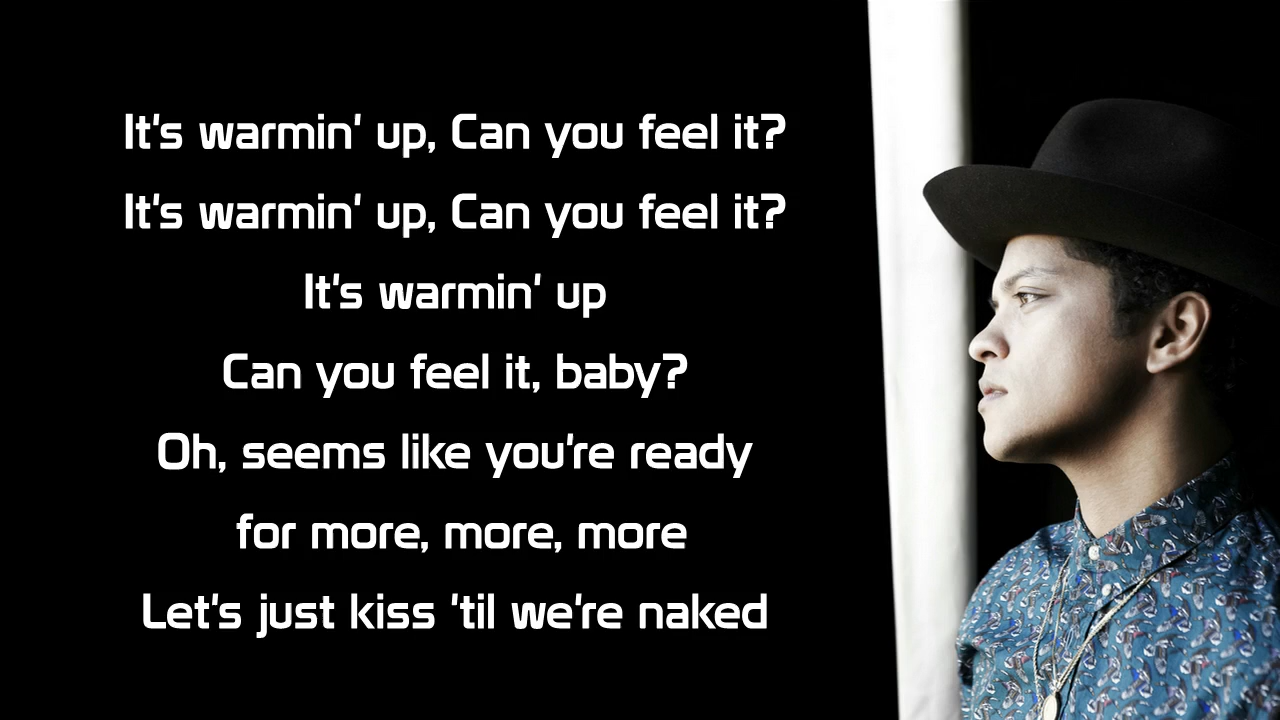 It's warmin' up, Can you feel it?
It's warmin' up, Can you feel it?
It's warmin' up
Can you feel it, baby?
Oh, seems like you're ready
for more, more, more
Let's just kiss 'til we're naked